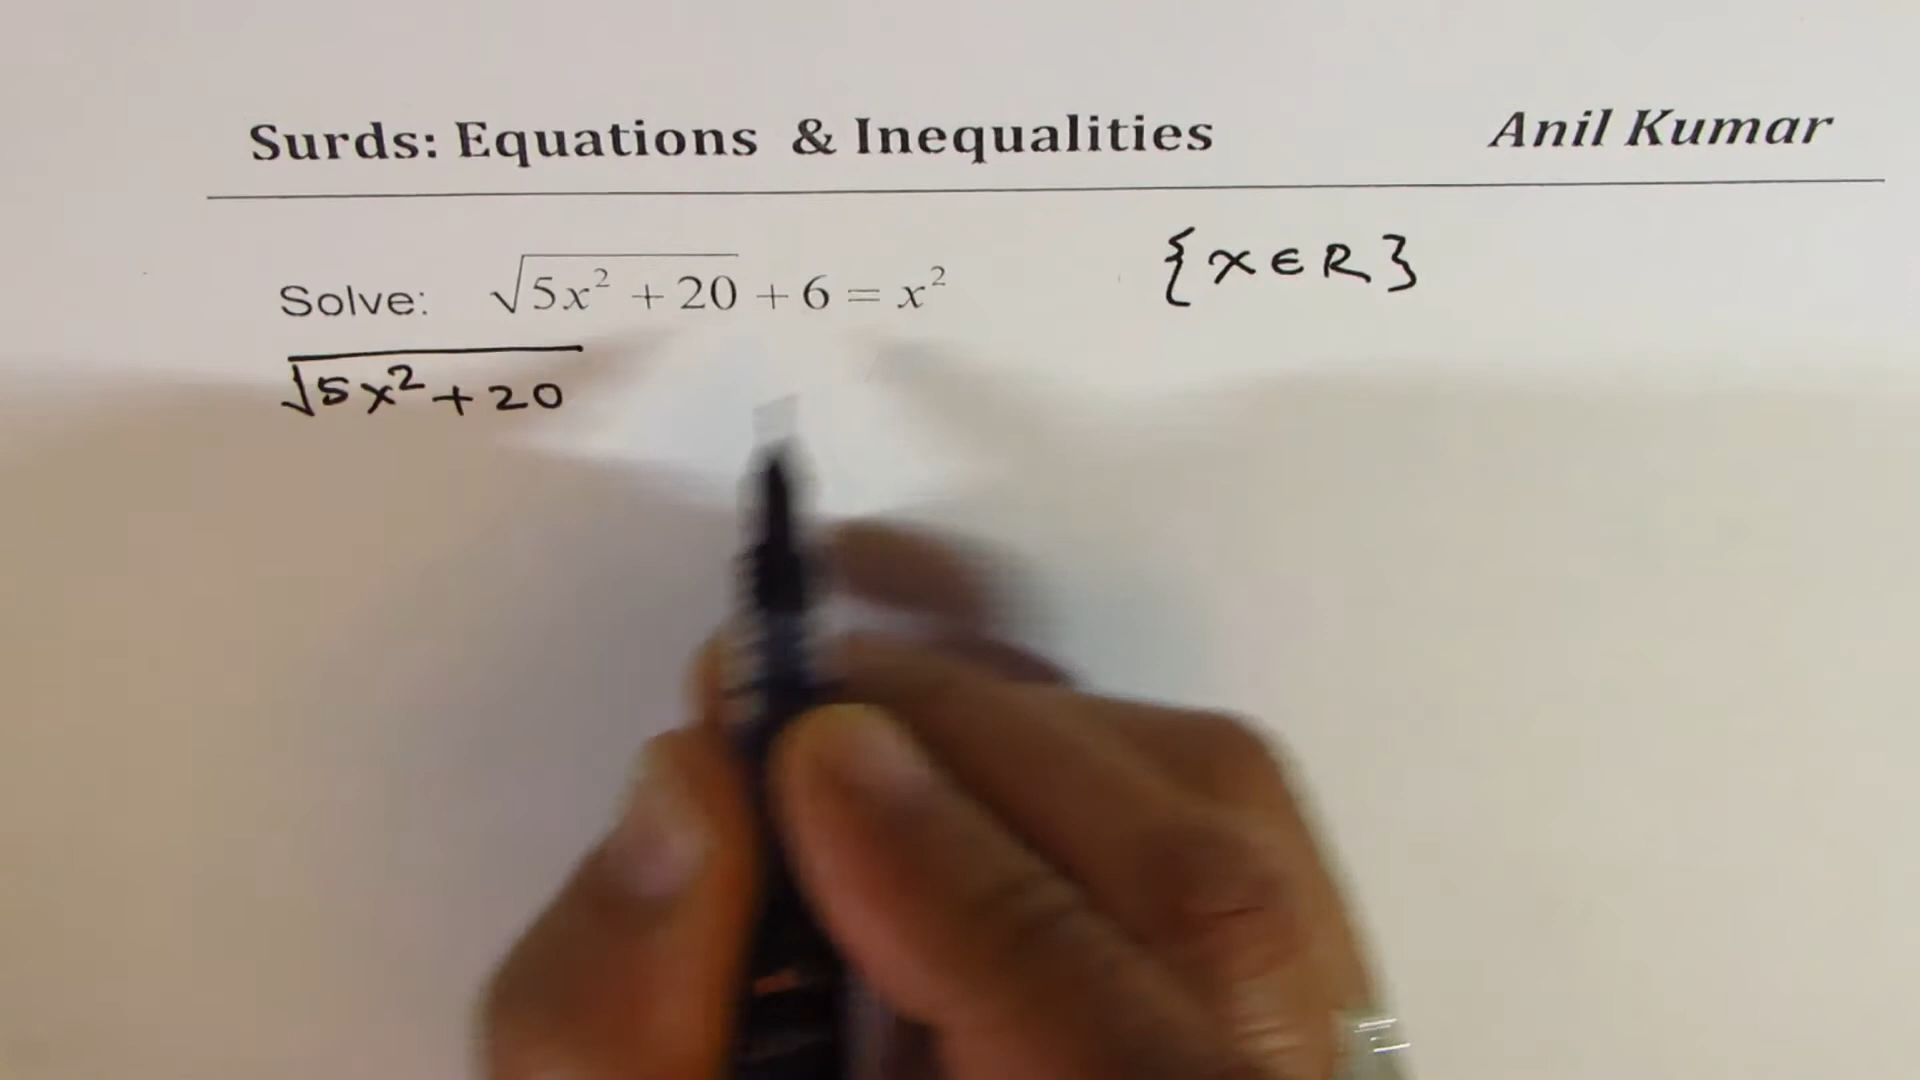 Surds: Equations & Inequalities Anil Kumar
Solve: √(5x² + 20) + 6 = x² {x ∈ R}
√(5x² + 20)